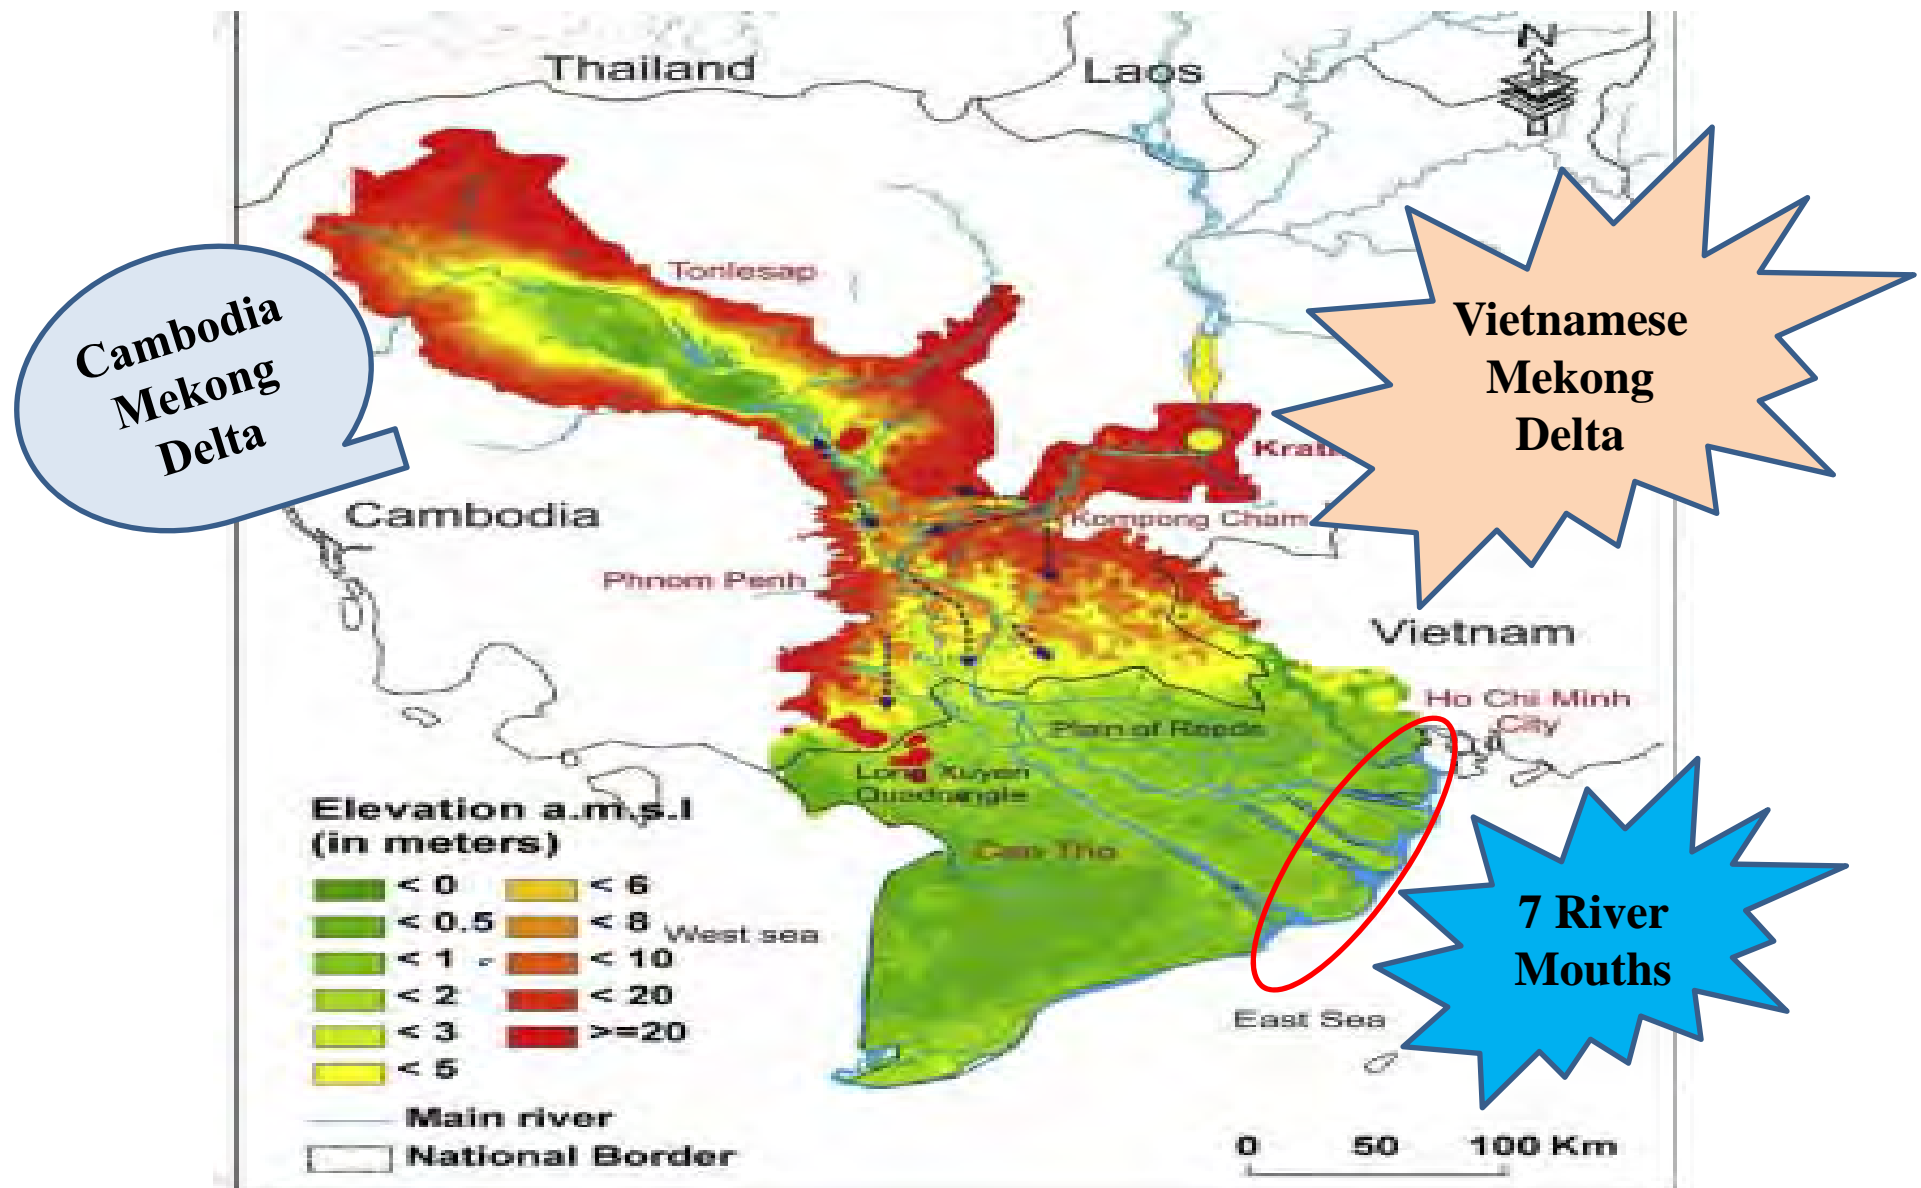 Thailand
Laos
N
Tonlesap
Cambodia
Mekong
Delta
Vietnamese
Mekong
Delta
Cambodia
Kompong Cham
Phnom Penh
Vietnam
Ho Chi Minh
City
Plain of Reeds
Long Xuyen
Quadrangle
Can Tho
Elevation a.m.s.l
(in meters)
< 0
< 0.5
< 1
< 2
< 3
< 5
< 6
< 8
< 10
< 20
>=20
West sea
7 River
Mouths
East Sea
Main river
National Border
0 50 100 Km